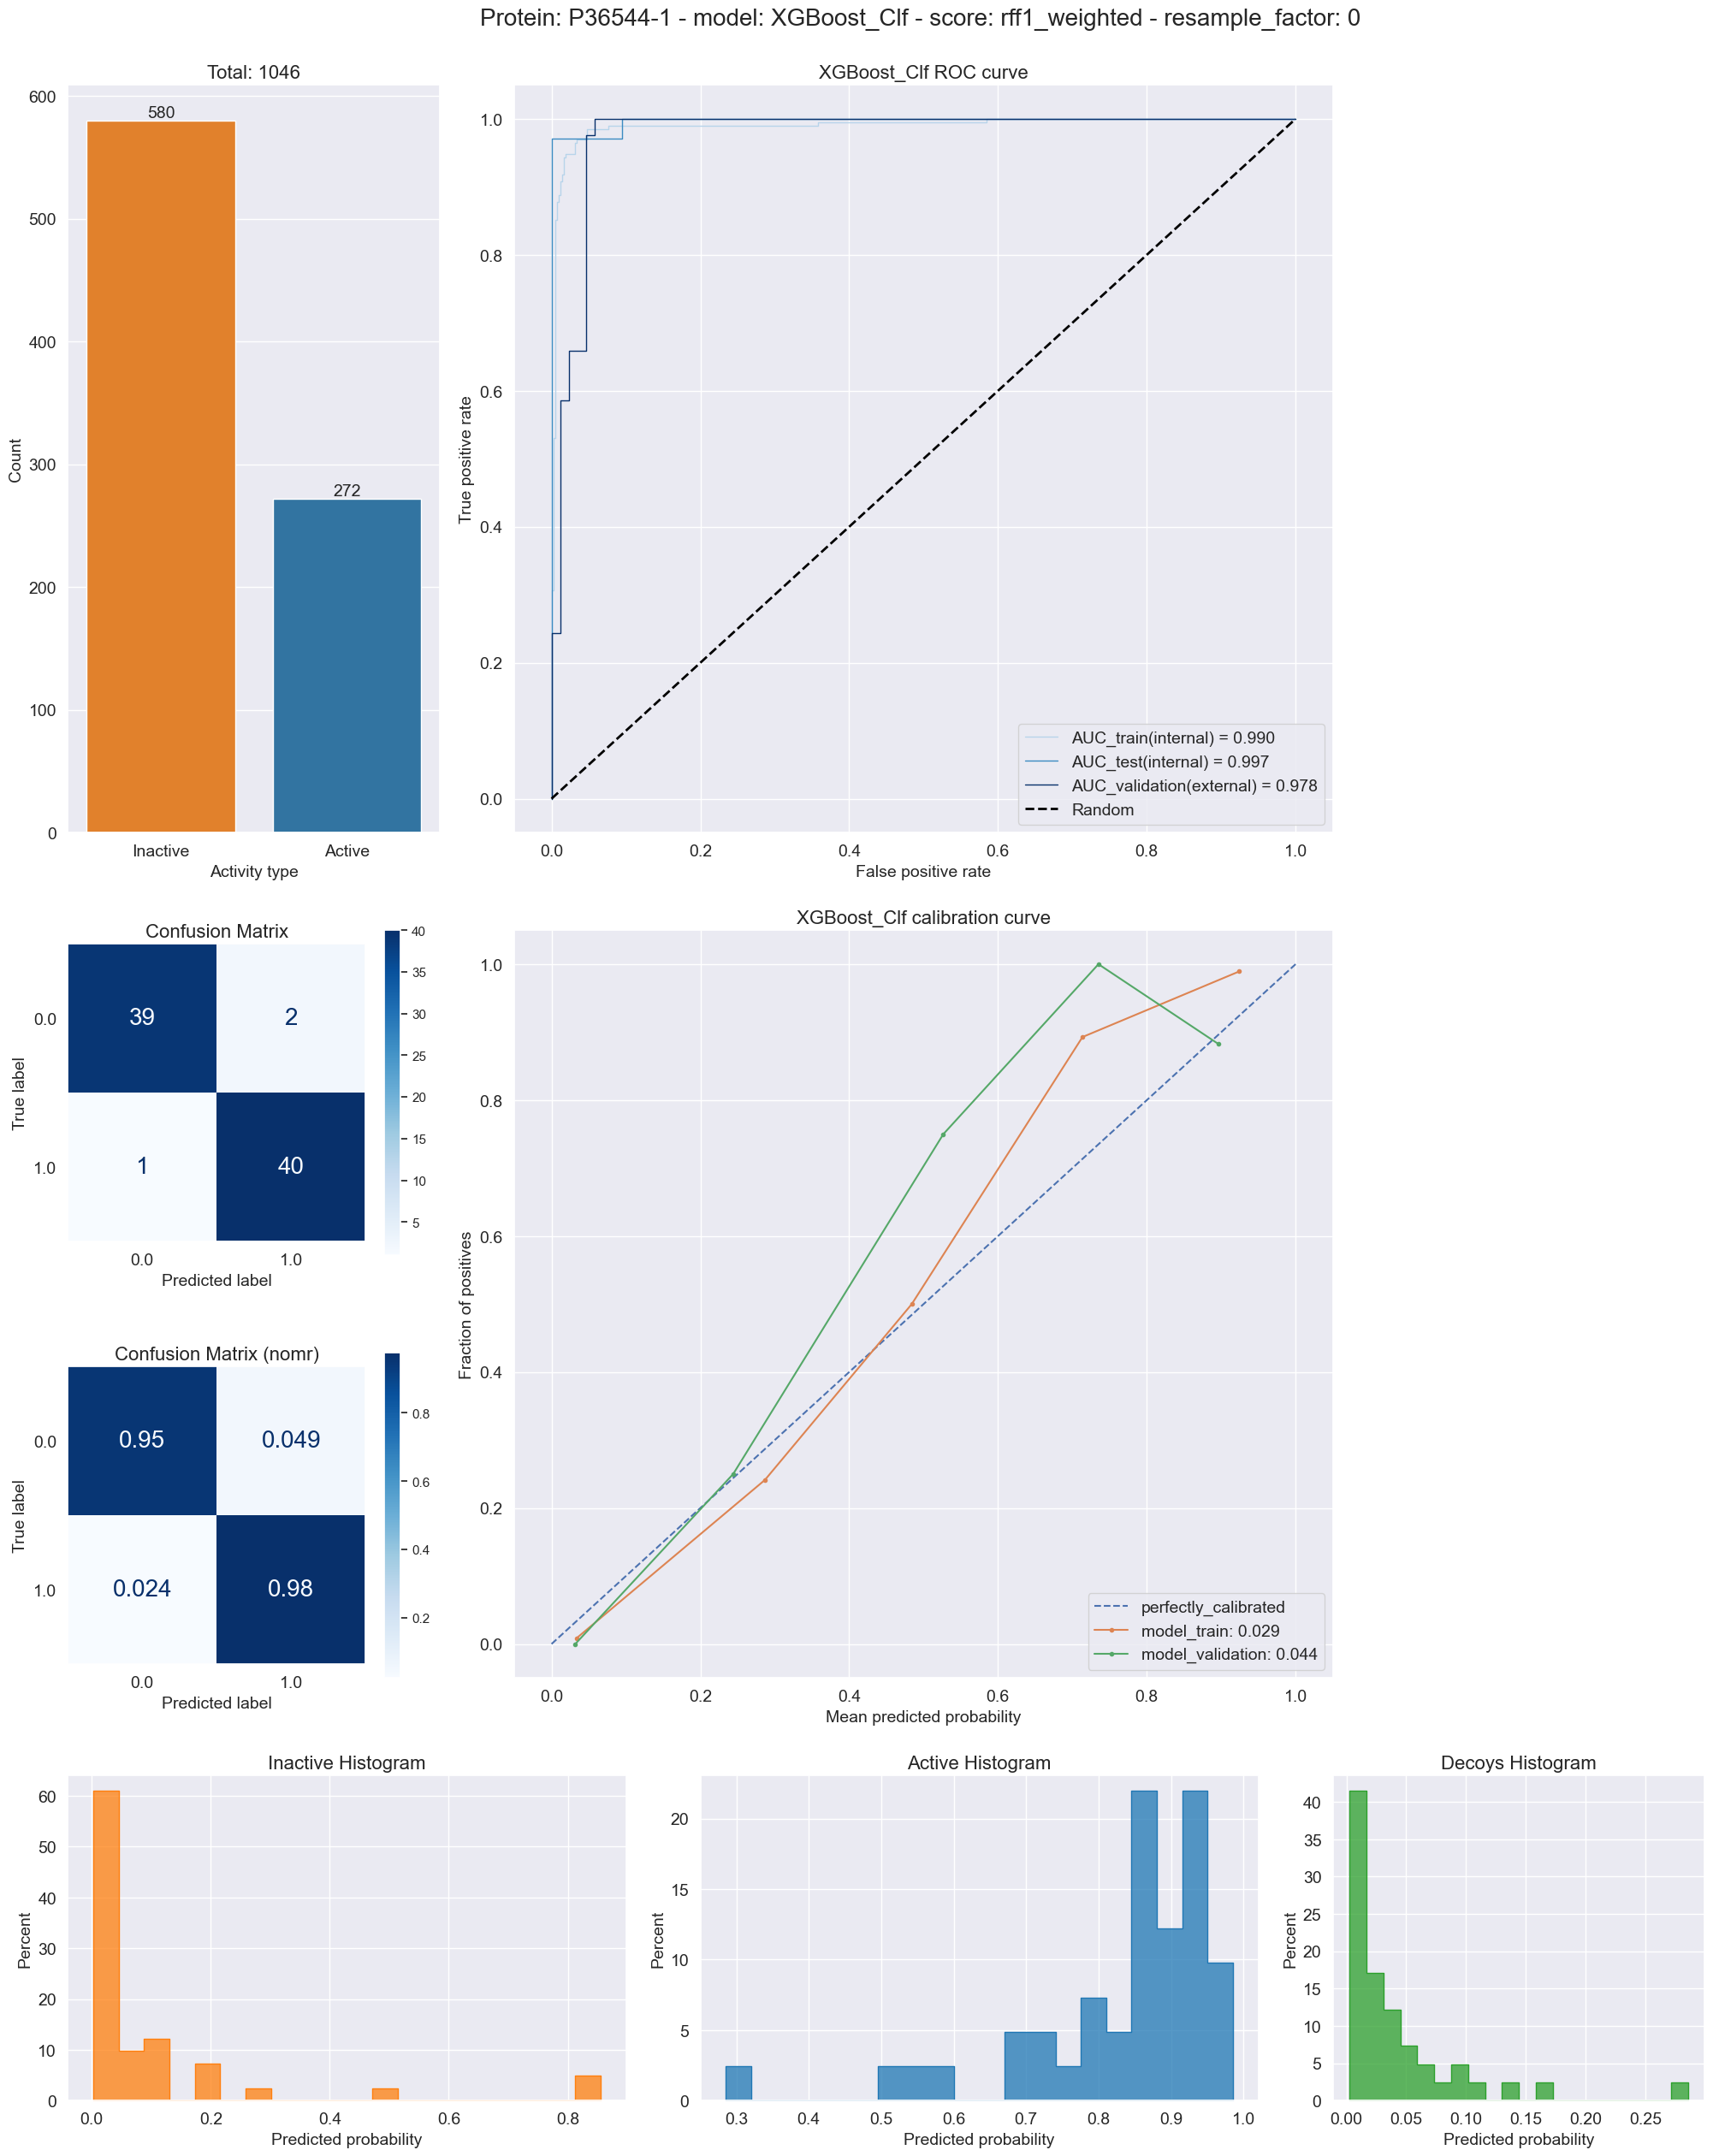 Protein: P36544-1 - model: XGBoost_Clf - score: rff1_weighted - resample_factor: 0
Total: 1046
600
500
400
300
200
100
0
580
272
Count
Inactive
Active
Activity type
XGBoost_Clf ROC curve
1.0
0.8
0.6
0.4
0.2
0.0
True positive rate
AUC_train(internal) = 0.990
AUC_test(internal) = 0.997
AUC_validation(external) = 0.978
Random
0.0
0.2
0.4
0.6
0.8
1.0
False positive rate
Confusion Matrix
39
2
1
40
0.0
1.0
True label
0.0
1.0
Predicted label
40
35
30
25
20
15
10
5
Confusion Matrix (nomr)
0.95
0.049
0.024
0.98
0.0
1.0
True label
0.0
1.0
Predicted label
0.8
0.6
0.4
0.2
XGBoost_Clf calibration curve
1.0
0.8
0.6
0.4
0.2
0.0
Fraction of positives
perfectly_calibrated
model_train: 0.029
model_validation: 0.044
0.0
0.2
0.4
0.6
0.8
1.0
Mean predicted probability
Inactive Histogram
60
50
40
30
20
10
0
Percent
0.0
0.2
0.4
0.6
0.8
Predicted probability
Active Histogram
20
15
10
5
0
Percent
0.3
0.4
0.5
0.6
0.7
0.8
0.9
1.0
Predicted probability
Decoys Histogram
40
35
30
25
20
15
10
5
0
Percent
0.00
0.05
0.10
0.15
0.20
0.25
Predicted probability